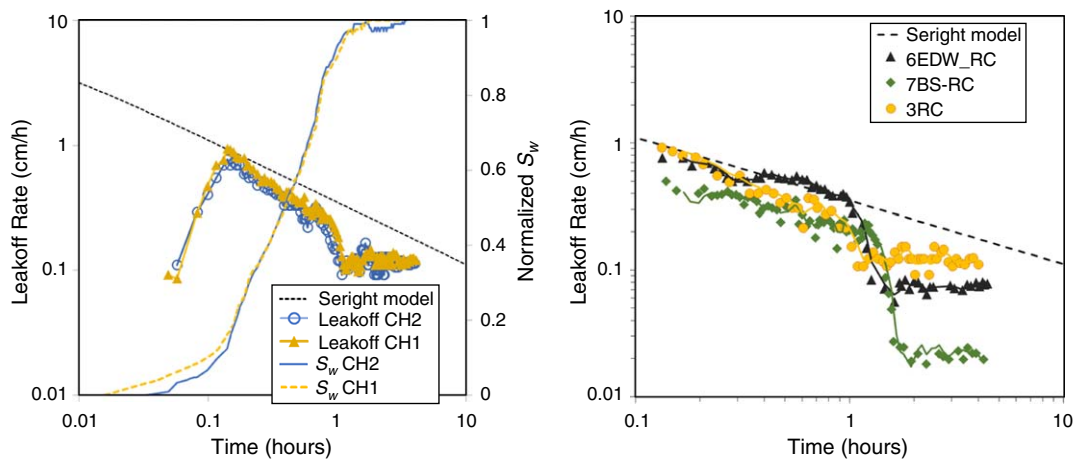 10
1
0.1
0.01
Leakoff Rate (cm/h)
1
0.8
0.6
0.4
0.2
0
Normalized Sw
Seright model
Leakoff CH2
Leakoff CH1
Sw CH2
Sw CH1
0.01
0.1
1
10
Time (hours)
10
1
0.1
0.01
Leakoff Rate (cm/h)
Seright model
6EDW_RC
7BS-RC
3RC
0.1
1
10
Time (hours)